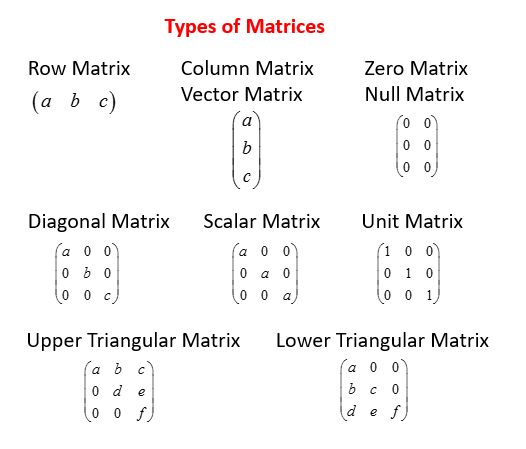 Types of Matrices
Row Matrix
(a b c)
Column Matrix
Vector Matrix
a
b
c
Zero Matrix
Null Matrix
0 0
0 0
0 0
Diagonal Matrix
a 0 0
0 b 0
0 0 c
Scalar Matrix
a 0 0
0 a 0
0 0 a
Unit Matrix
1 0 0
0 1 0
0 0 1
Upper Triangular Matrix
a b c
0 d e
0 0 f
Lower Triangular Matrix
a 0 0
b c 0
d e f